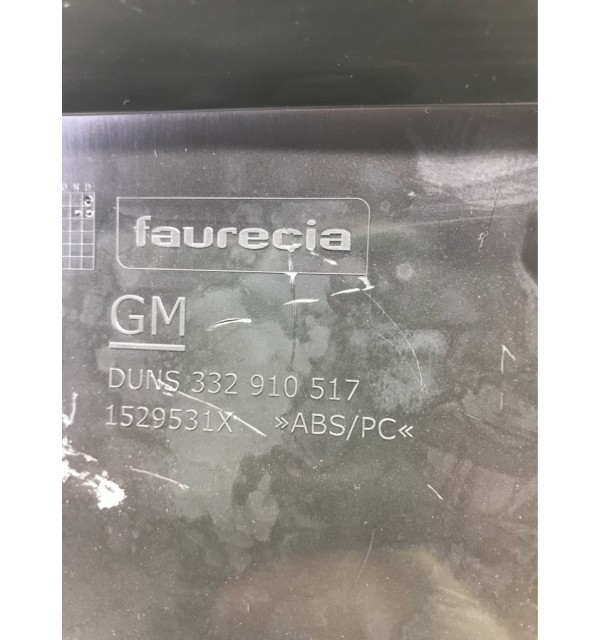 O N D
faurecia
GM
DUNS 332 910 517
1529531X »ABS/PC«